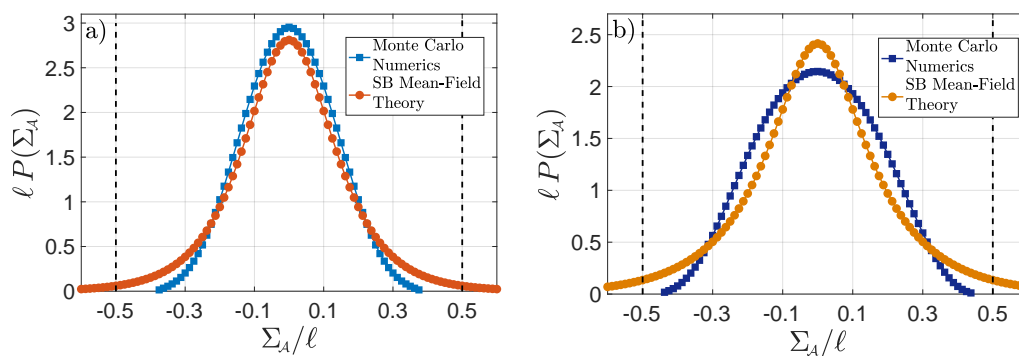 a)
3
2.5
2
1.5
1
0.5
0
-0.5 -0.3 -0.1 0.1 0.3 0.5
ℓ P(Σ_A)
Σ_A/ℓ
Monte Carlo
Numerics
SB Mean-Field
Theory
b)
2.5
2
1.5
1
0.5
0
-0.5 -0.3 -0.1 0.1 0.3 0.5
ℓ P(Σ_A)
Σ_A/ℓ
Monte Carlo
Numerics
SB Mean-Field
Theory